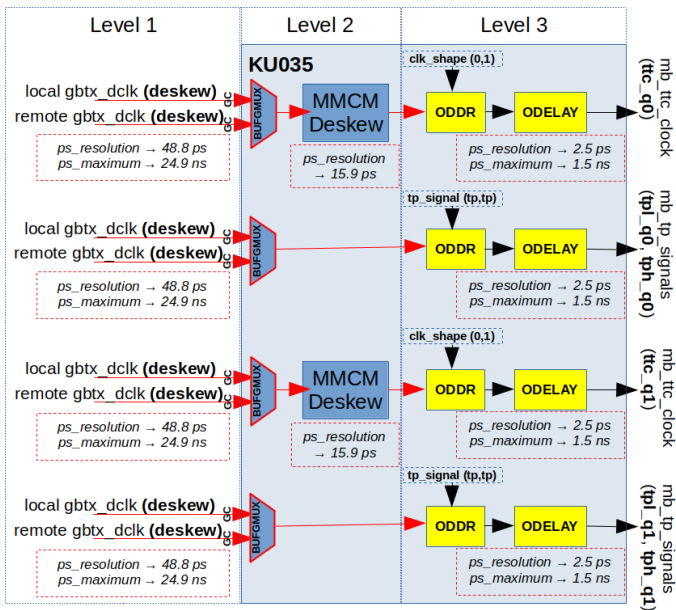 Level 1
Level 2
Level 3
KU035
clk_shape (0,1)
local gbtx_dclk (deskew)
remote gbtx_dclk (deskew)
GC
BUFGMUX
MMCM
Deskew
ODDR
ODELAY
mb_ttc_clock
(ttc_q0)
ps_resolution → 48.8 ps
ps_maximum → 24.9 ns
ps_resolution
→ 15.9 ps
ps_resolution → 2.5 ps
ps_maximum → 1.5 ns
tp_signal (tp,tp)
local gbtx_dclk (deskew)
remote gbtx_dclk (deskew)
GC
BUFGMUX
ODDR
ODELAY
mb_tp_signals
(tpl_q0, tph_q0)
ps_resolution → 48.8 ps
ps_maximum → 24.9 ns
ps_resolution → 2.5 ps
ps_maximum → 1.5 ns
clk_shape (0,1)
local gbtx_dclk (deskew)
remote gbtx_dclk (deskew)
GC
BUFGMUX
MMCM
Deskew
ODDR
ODELAY
mb_ttc_clock
(ttc_q1)
ps_resolution → 48.8 ps
ps_maximum → 24.9 ns
ps_resolution
→ 15.9 ps
ps_resolution → 2.5 ps
ps_maximum → 1.5 ns
tp_signal (tp,tp)
local gbtx_dclk (deskew)
remote gbtx_dclk (deskew)
GC
BUFGMUX
ODDR
ODELAY
mb_tp_signals
(tpl_q1, tph_q1)
ps_resolution → 48.8 ps
ps_maximum → 24.9 ns
ps_resolution → 2.5 ps
ps_maximum → 1.5 ns